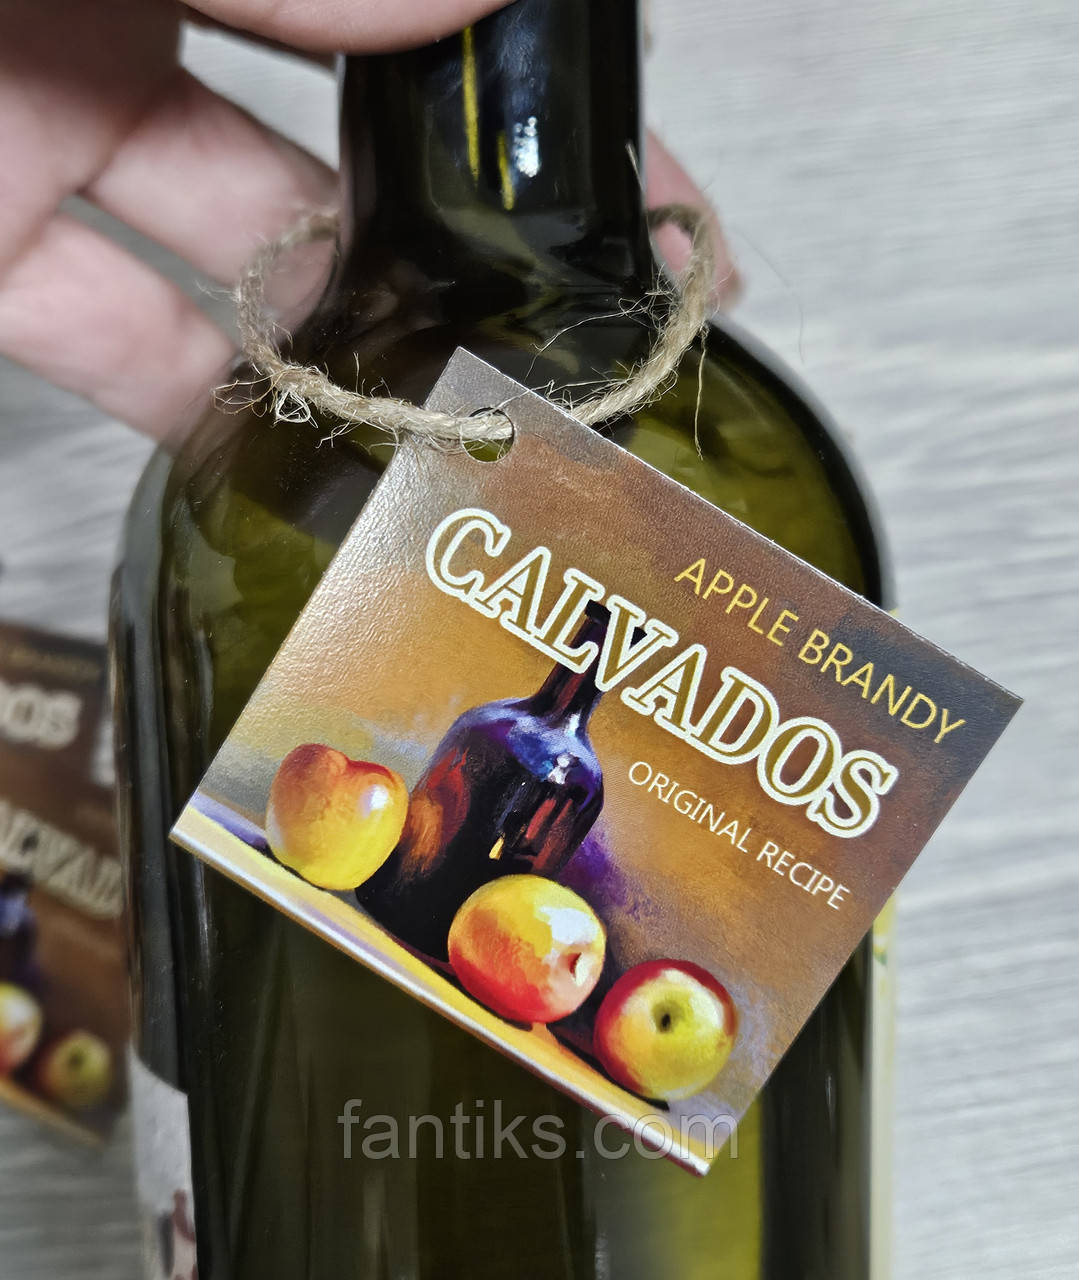 APPLE BRANDY
CALVADOS
ORIGINAL RECIPE
fantiks.com